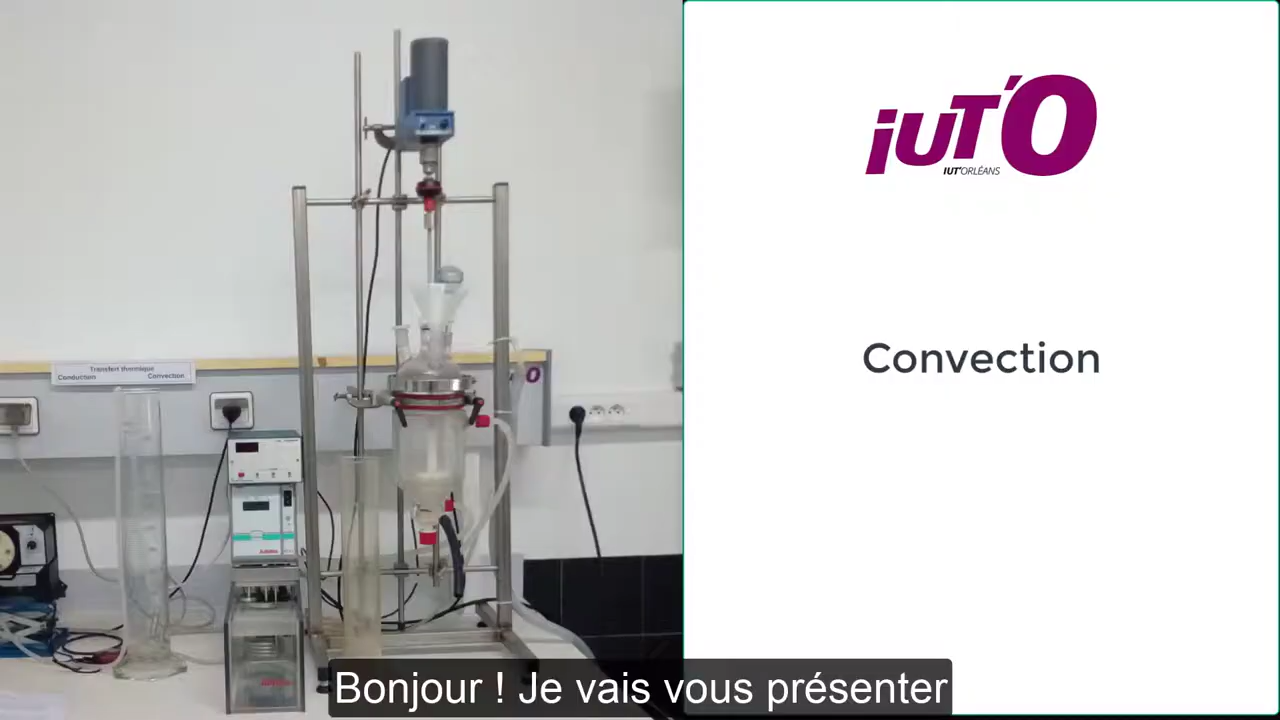 Transfert thermique
Conduction Convection
iUT'O
IUT'ORLÉANS
Convection
Bonjour ! Je vais vous présenter